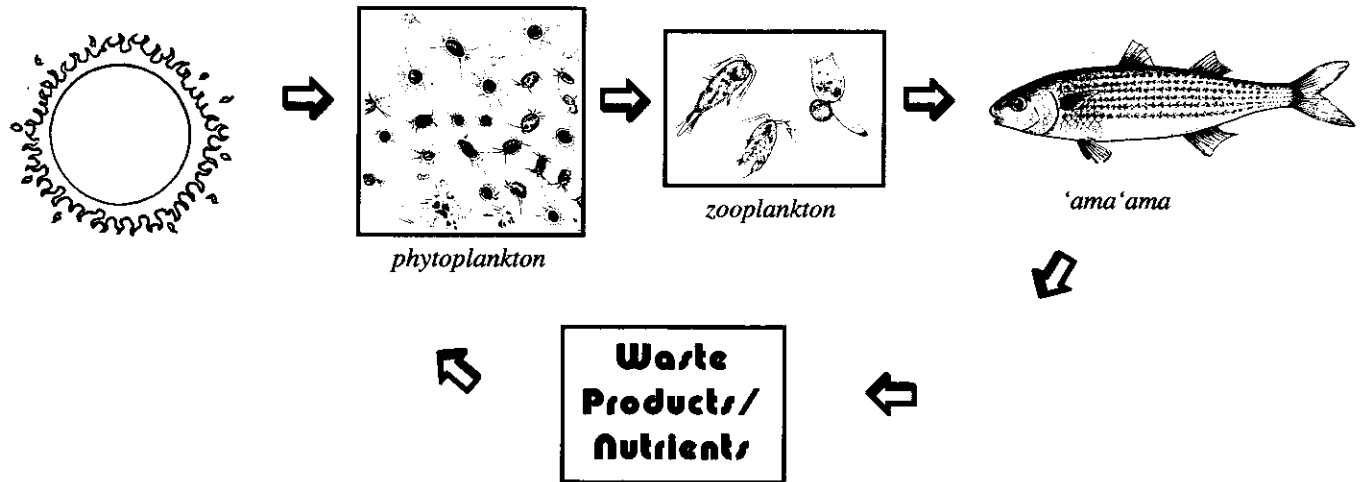 phytoplankton
zooplankton
‘ama‘ama
Waste
Products/
Nutrients